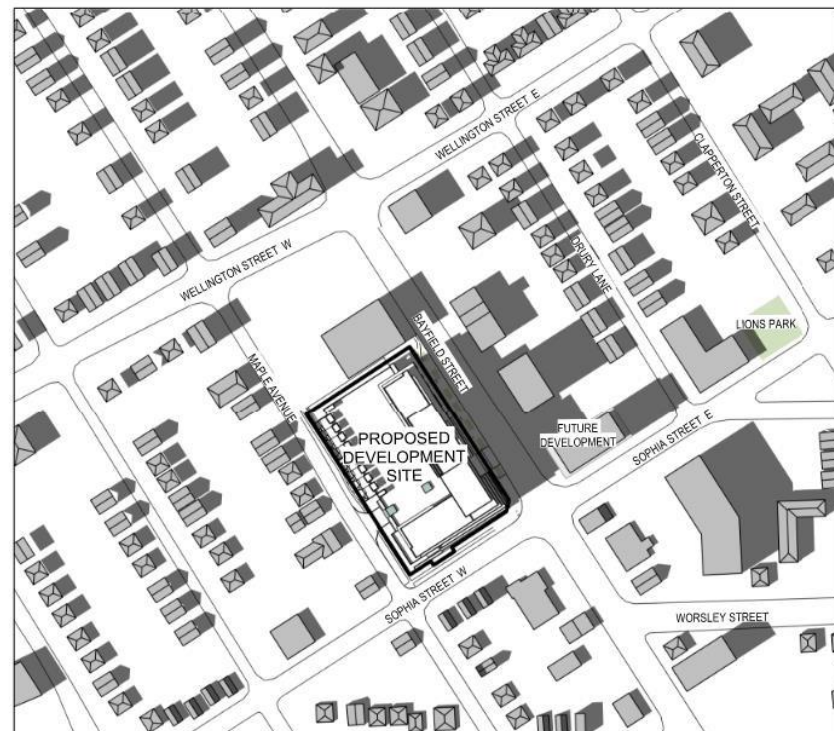 WELLINGTON STREET E
CLAPPERTON STREET
DRURY LANE
WELLINGTON STREET W
LIONS PARK
BAYFIELD STREET
MAPLE AVENUE
PROPOSED
DEVELOPMENT
SITE
FUTURE
DEVELOPMENT
SOPHIA STREET E
SOPHIA STREET W
WORSLEY STREET